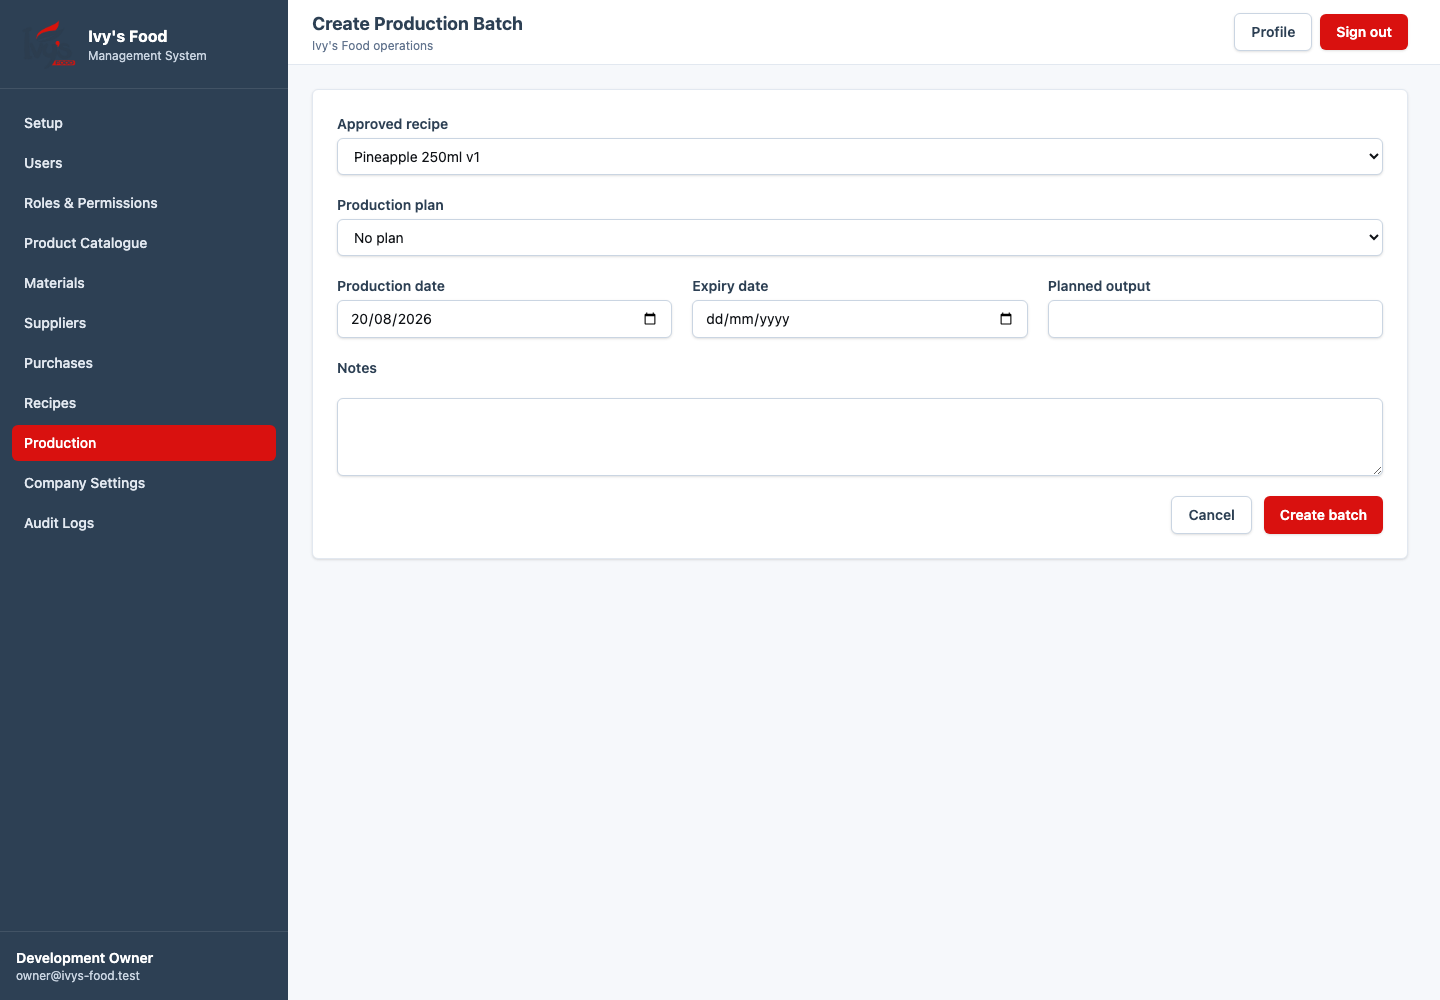 Ivy's Food
Management System
Setup
Users
Roles & Permissions
Product Catalogue
Materials
Suppliers
Purchases
Recipes
Production
Company Settings
Audit Logs
Development Owner
owner@ivys-food.test
Create Production Batch
Ivy's Food operations
Profile
Sign out
Approved recipe
Pineapple 250ml v1
Production plan
No plan
Production date
Expiry date
Planned output
20/08/2026
dd/mm/yyyy
Notes
Cancel
Create batch